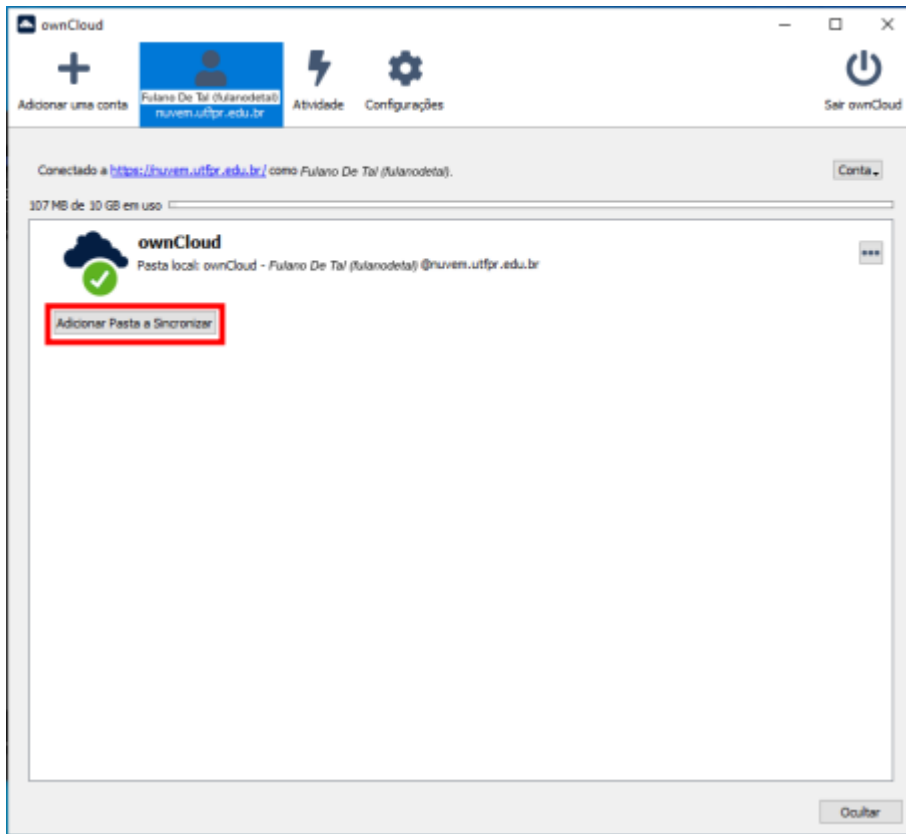 ownCloud
Adicionar uma conta
Fulano De Tal (fulanodetal)
nuvem.utfpr.edu.br
Atividade
Configurações
Sair ownCloud
Conectado a https://nuvem.utfpr.edu.br/ como Fulano De Tal (fulanodetal).
Conta
107 MB de 10 GB em uso
ownCloud
Pasta local: ownCloud - Fulano De Tal (fulanodetal) @nuvem.utfpr.edu.br
Adicionar Pasta a Sincronizar
Ocultar